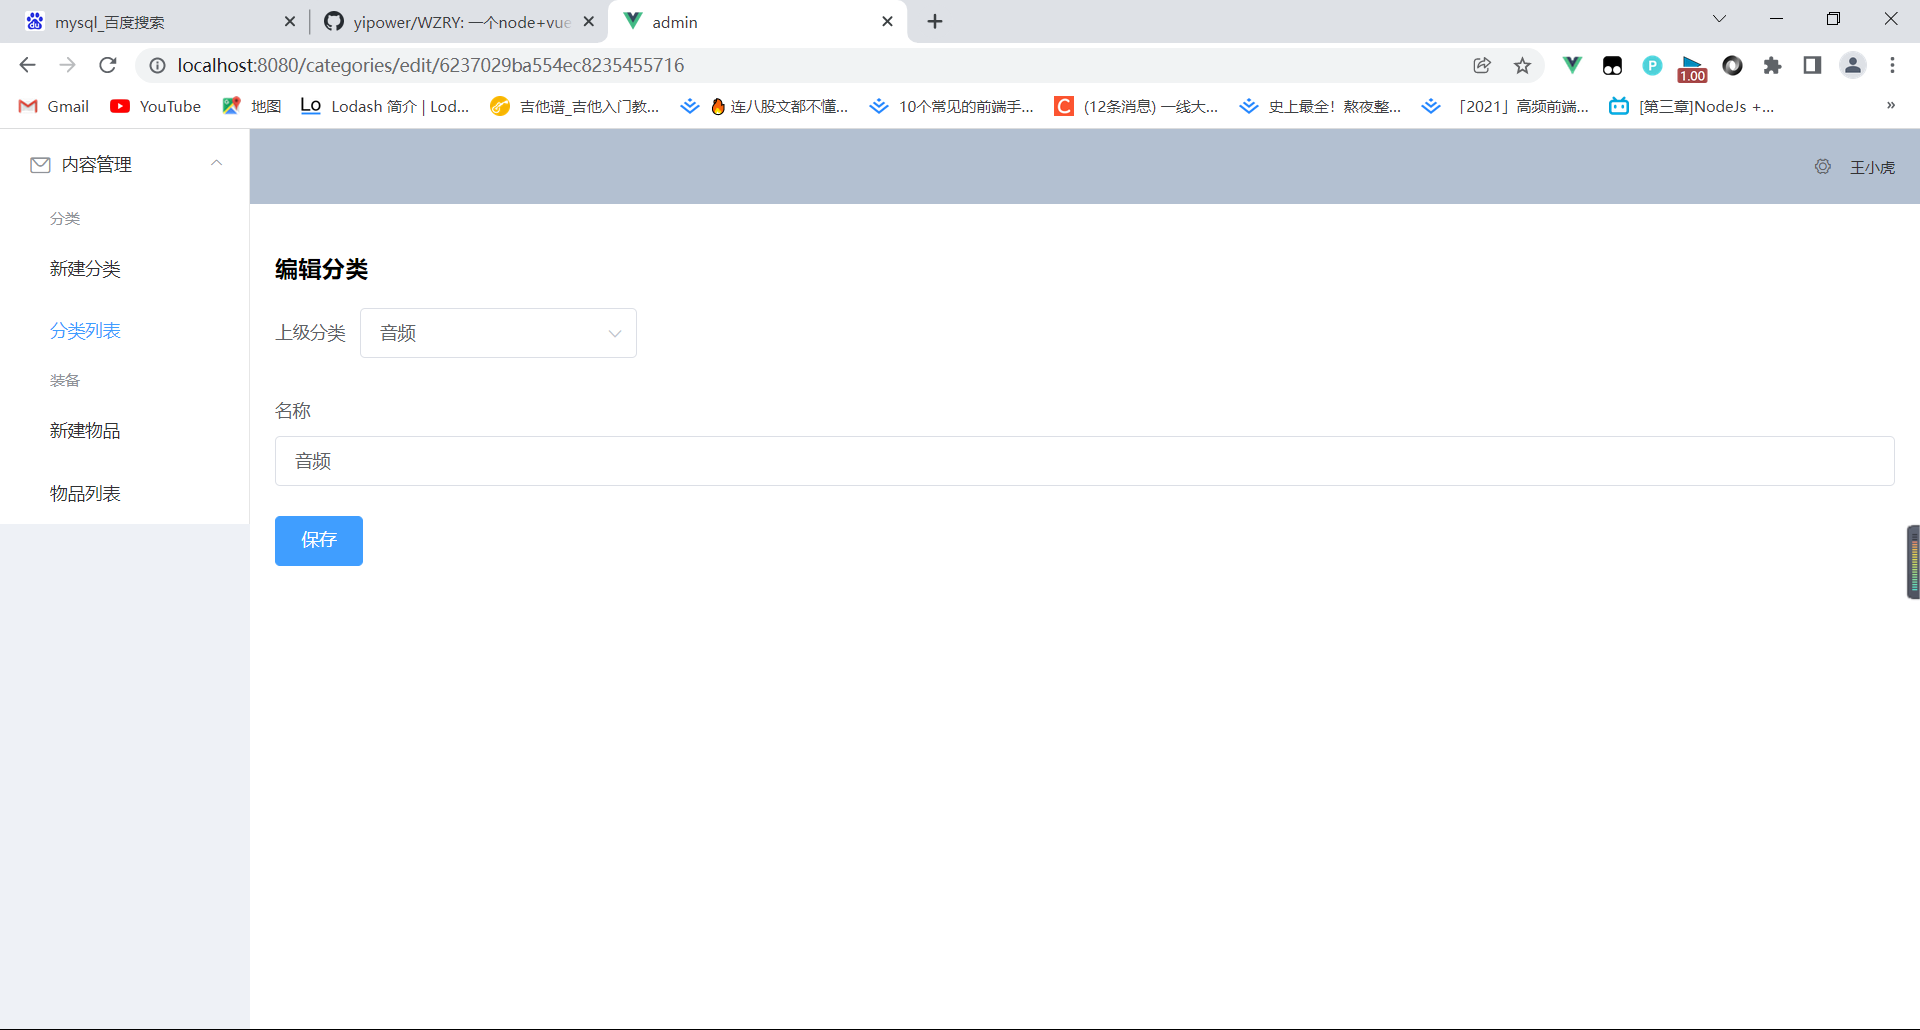 mysql_百度搜索
yipower/WZRY: 一个node+vue
admin
localhost:8080/categories/edit/6237029ba554ec8235455716
P
1.00
Gmail
YouTube
地图
Lo Lodash 简介 | Lod...
吉他谱_吉他入门教...
连八股文都不懂...
10个常见的前端手...
C (12条消息) 一线大...
史上最全！熬夜整...
「2021」高频前端...
[第三章]NodeJs +...
»
内容管理
王小虎
分类
新建分类
分类列表
装备
新建物品
物品列表
编辑分类
上级分类 音频
名称
音频
保存